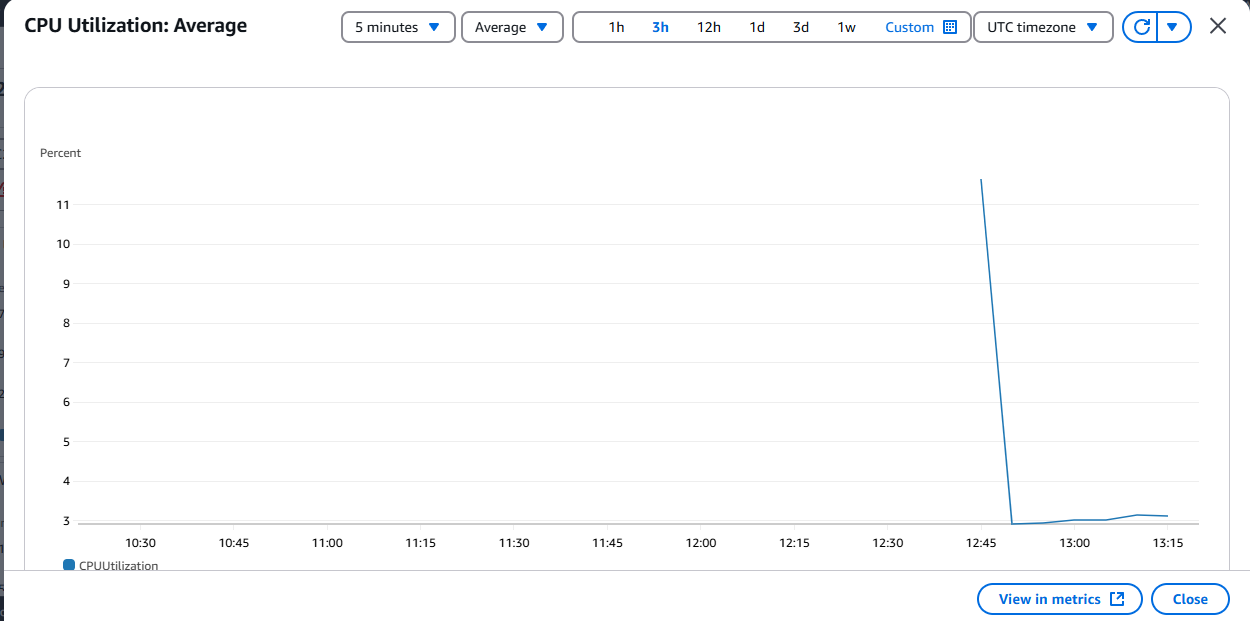 CPU Utilization: Average
5 minutes
Average
1h 3h 12h 1d 3d 1w Custom
UTC timezone
Percent
11
10
9
8
7
6
5
4
3
10:30 10:45 11:00 11:15 11:30 11:45 12:00 12:15 12:30 12:45 13:00 13:15
CPUUtilization
View in metrics
Close